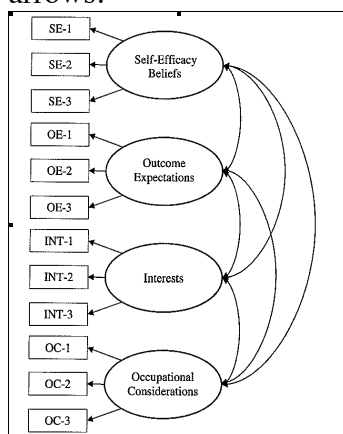 arrows.
SE-1
SE-2
SE-3
Self-Efficacy
Beliefs
OE-1
OE-2
OE-3
Outcome
Expectations
INT-1
INT-2
INT-3
Interests
OC-1
OC-2
OC-3
Occupational
Considerations